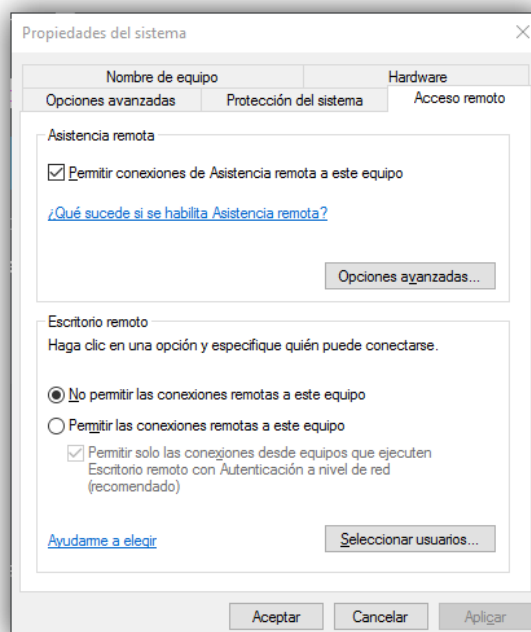 Propiedades del sistema
Nombre de equipo
Hardware
Opciones avanzadas
Protección del sistema
Acceso remoto
Asistencia remota
Permitir conexiones de Asistencia remota a este equipo
¿Qué sucede si se habilita Asistencia remota?
Opciones avanzadas...
Escritorio remoto
Haga clic en una opción y especifique quién puede conectarse.
No permitir las conexiones remotas a este equipo
Permitir las conexiones remotas a este equipo
Permitir solo las conexiones desde equipos que ejecuten
Escritorio remoto con Autenticación a nivel de red
(recomendado)
Ayudarme a elegir
Seleccionar usuarios...
Aceptar
Cancelar
Aplicar